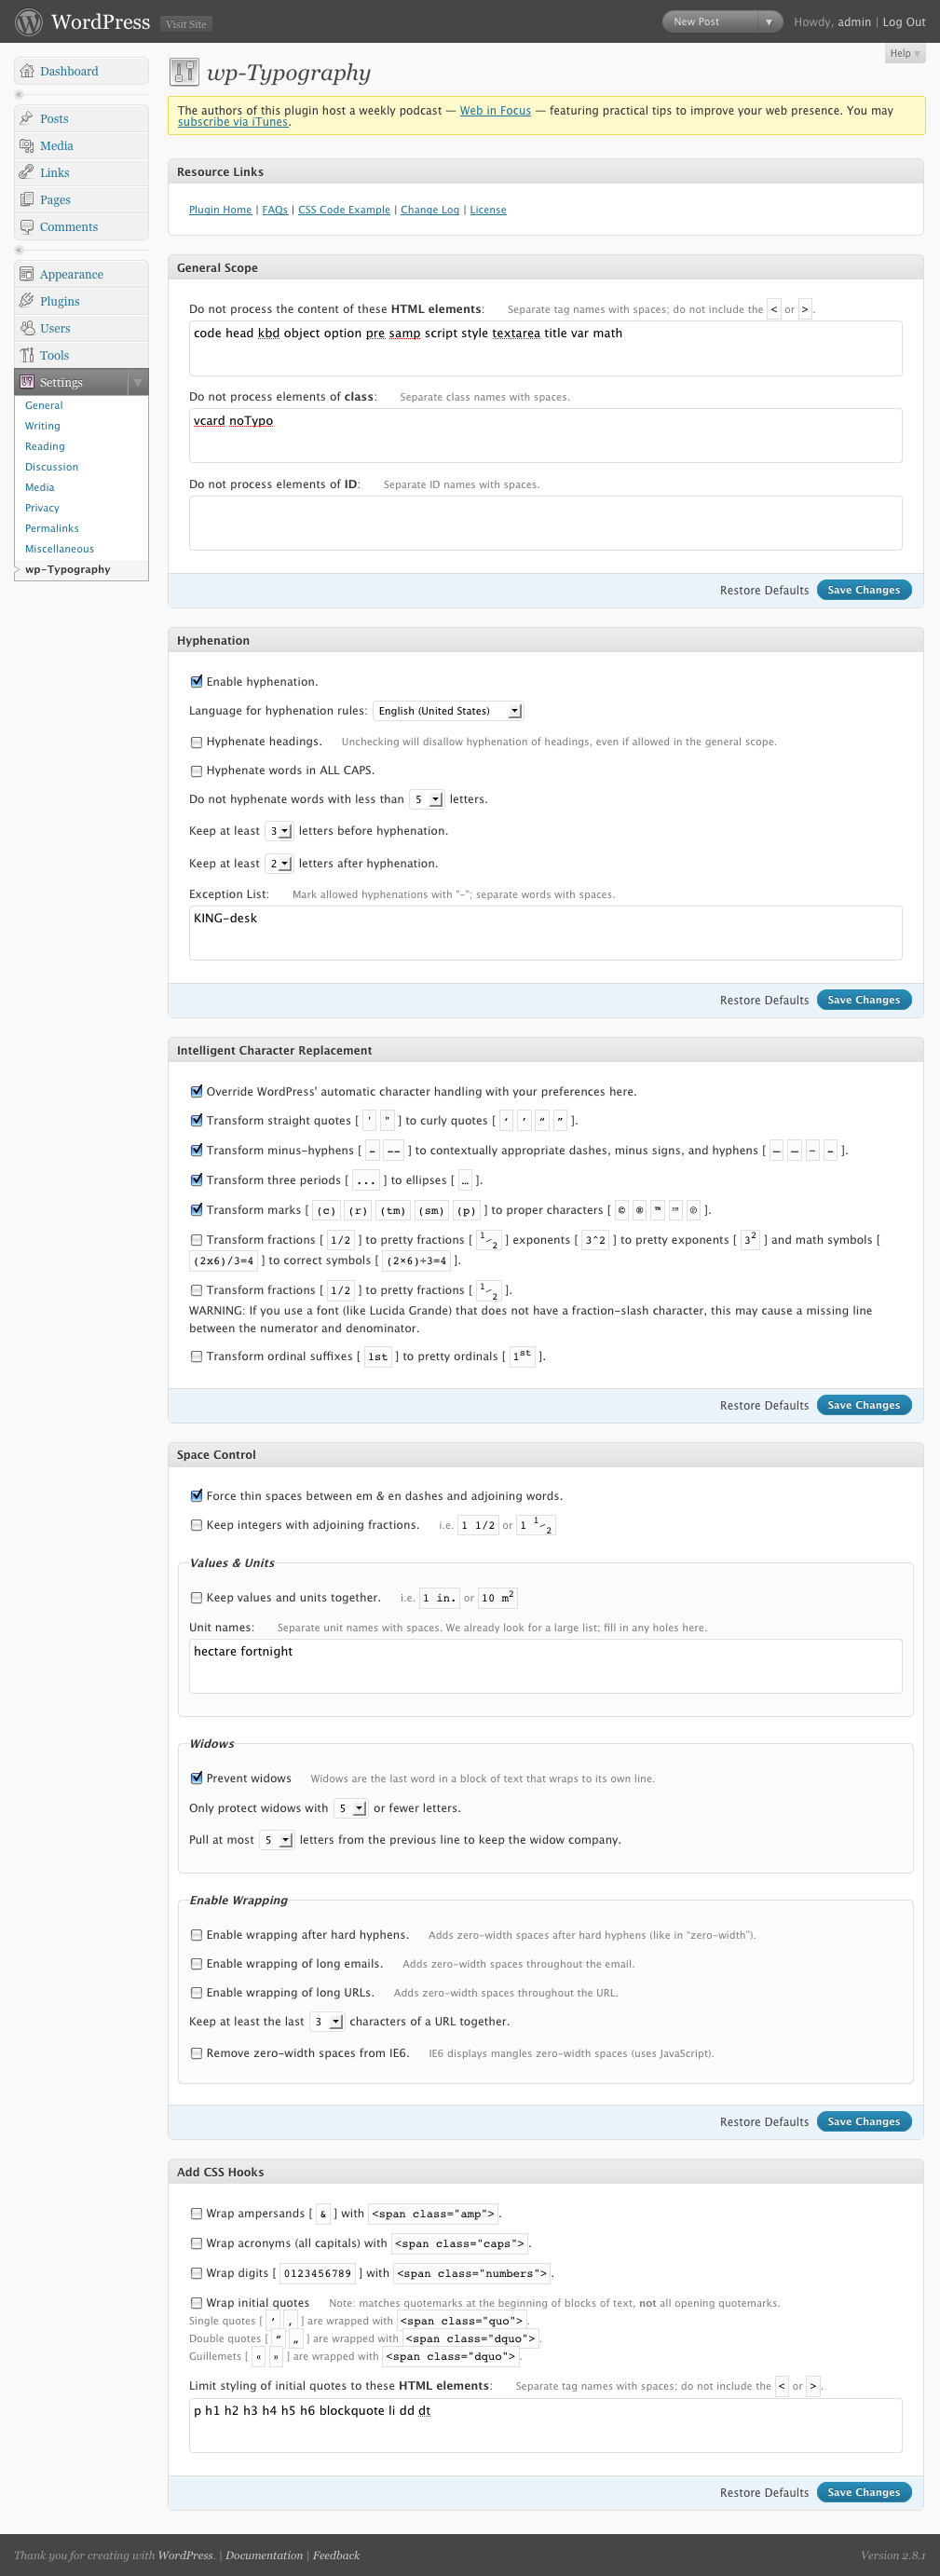 WordPress Visit Site New Post Howdy, admin | Log Out
Help
Dashboard
Posts
Media
Links
Pages
Comments
Appearance
Plugins
Users
Tools
Settings
General
Writing
Reading
Discussion
Media
Privacy
Permalinks
Miscellaneous
wp-Typography
wp-Typography
The authors of this plugin host a weekly podcast — Web in Focus — featuring practical tips to improve your web presence. You may
subscribe via iTunes.
Resource Links
Plugin Home | FAQs | CSS Code Example | Change Log | License
General Scope
Do not process the content of these HTML elements: Separate tag names with spaces; do not include the < or >.
code head kbd object option pre samp script style textarea title var math
Do not process elements of class: Separate class names with spaces.
vcard noTypo
Do not process elements of ID: Separate ID names with spaces.
Restore Defaults Save Changes
Hyphenation
Enable hyphenation.
Language for hyphenation rules: English (United States)
Hyphenate headings. Unchecking will disallow hyphenation of headings, even if allowed in the general scope.
Hyphenate words in ALL CAPS.
Do not hyphenate words with less than 5 letters.
Keep at least 3 letters before hyphenation.
Keep at least 2 letters after hyphenation.
Exception List: Mark allowed hyphenations with "-"; separate words with spaces.
KING-desk
Restore Defaults Save Changes
Intelligent Character Replacement
Override WordPress' automatic character handling with your preferences here.
Transform straight quotes [ ' " ] to curly quotes [ ‘ ’ “ ” ].
Transform minus-hyphens [ - -- ] to contextually appropriate dashes, minus signs, and hyphens [ — – − - ].
Transform three periods [ ... ] to ellipses [ … ].
Transform marks [ (c) (r) (tm) (sm) (p) ] to proper characters [ © ® ™ ℠ ℗ ].
Transform fractions [ 1/2 ] to pretty fractions [ 1⁄2 ] exponents [ 3^2 ] to pretty exponents [ 3² ] and math symbols [
(2x6)/3=4 ] to correct symbols [ (2×6)÷3=4 ].
Transform fractions [ 1/2 ] to pretty fractions [ 1⁄2 ].
WARNING: If you use a font (like Lucida Grande) that does not have a fraction-slash character, this may cause a missing line
between the numerator and denominator.
Transform ordinal suffixes [ 1st ] to pretty ordinals [ 1st ].
Restore Defaults Save Changes
Space Control
Force thin spaces between em & en dashes and adjoining words.
Keep integers with adjoining fractions. i.e. 1 1/2 or 1 1⁄2
Values & Units
Keep values and units together. i.e. 1 in. or 10 m²
Unit names: Separate unit names with spaces. We already look for a large list; fill in any holes here.
hectare fortnight
Widows
Prevent widows Widows are the last word in a block of text that wraps to its own line.
Only protect widows with 5 or fewer letters.
Pull at most 5 letters from the previous line to keep the widow company.
Enable Wrapping
Enable wrapping after hard hyphens. Adds zero-width spaces after hard hyphens (like in “zero-width”).
Enable wrapping of long emails. Adds zero-width spaces throughout the email.
Enable wrapping of long URLs. Adds zero-width spaces throughout the URL.
Keep at least the last 3 characters of a URL together.
Remove zero-width spaces from IE6. IE6 displays mangles zero-width spaces (uses JavaScript).
Restore Defaults Save Changes
Add CSS Hooks
Wrap ampersands [ & ] with <span class="amp">.
Wrap acronyms (all capitals) with <span class="caps">.
Wrap digits [ 0123456789 ] with <span class="numbers">.
Wrap initial quotes Note: matches quotemarks at the beginning of blocks of text, not all opening quotemarks.
Single quotes [ ‘ ‚ ] are wrapped with <span class="quo">.
Double quotes [ “ „ ] are wrapped with <span class="dquo">.
Guillemets [ « » ] are wrapped with <span class="dquo">.
Limit styling of initial quotes to these HTML elements: Separate tag names with spaces; do not include the < or >.
p h1 h2 h3 h4 h5 h6 blockquote li dd dt
Restore Defaults Save Changes
Thank you for creating with WordPress. | Documentation | Feedback Version 2.8.1